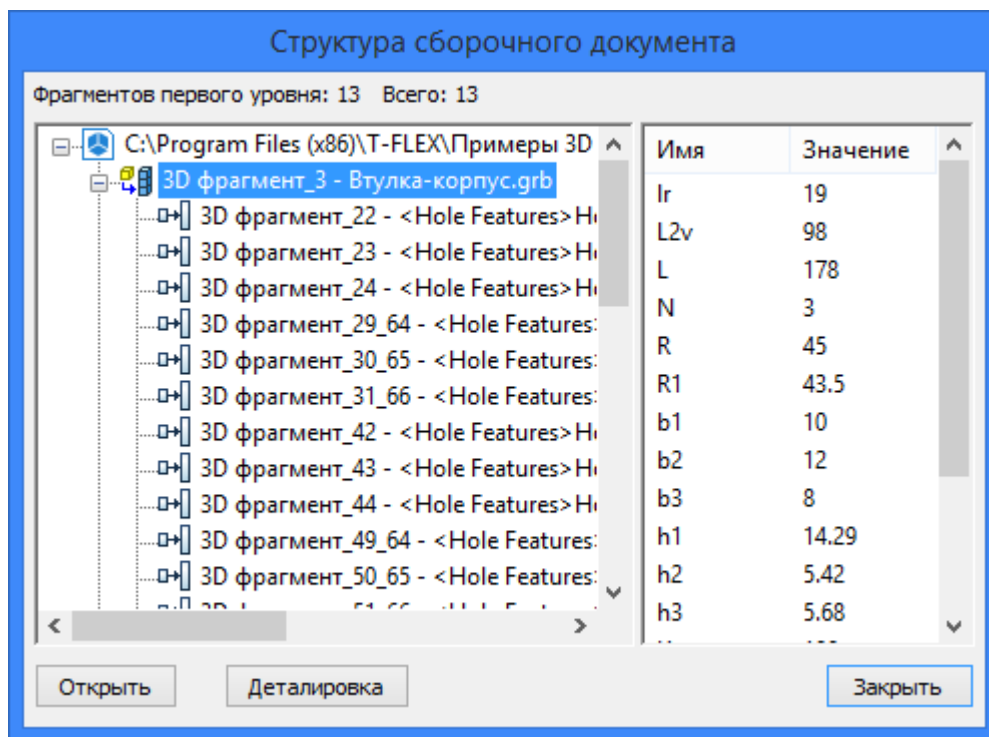 Структура сборочного документа
Фрагментов первого уровня: 13 Всего: 13
C:\Program Files (x86)\T-FLEX\Примеры 3D
3D фрагмент_3 - Втулка-корпус.grb
3D фрагмент_22 - <Hole Features>
3D фрагмент_23 - <Hole Features>
3D фрагмент_24 - <Hole Features>
3D фрагмент_29_64 - <Hole Features
3D фрагмент_30_65 - <Hole Features
3D фрагмент_31_66 - <Hole Features
3D фрагмент_42 - <Hole Features>
3D фрагмент_43 - <Hole Features>
3D фрагмент_44 - <Hole Features>
3D фрагмент_49_64 - <Hole Features
3D фрагмент_50_65 - <Hole Features
Имя Значение
lr 19
L2v 98
L 178
N 3
R 45
R1 43.5
b1 10
b2 12
b3 8
h1 14.29
h2 5.42
h3 5.68
Открыть Деталировка Закрыть